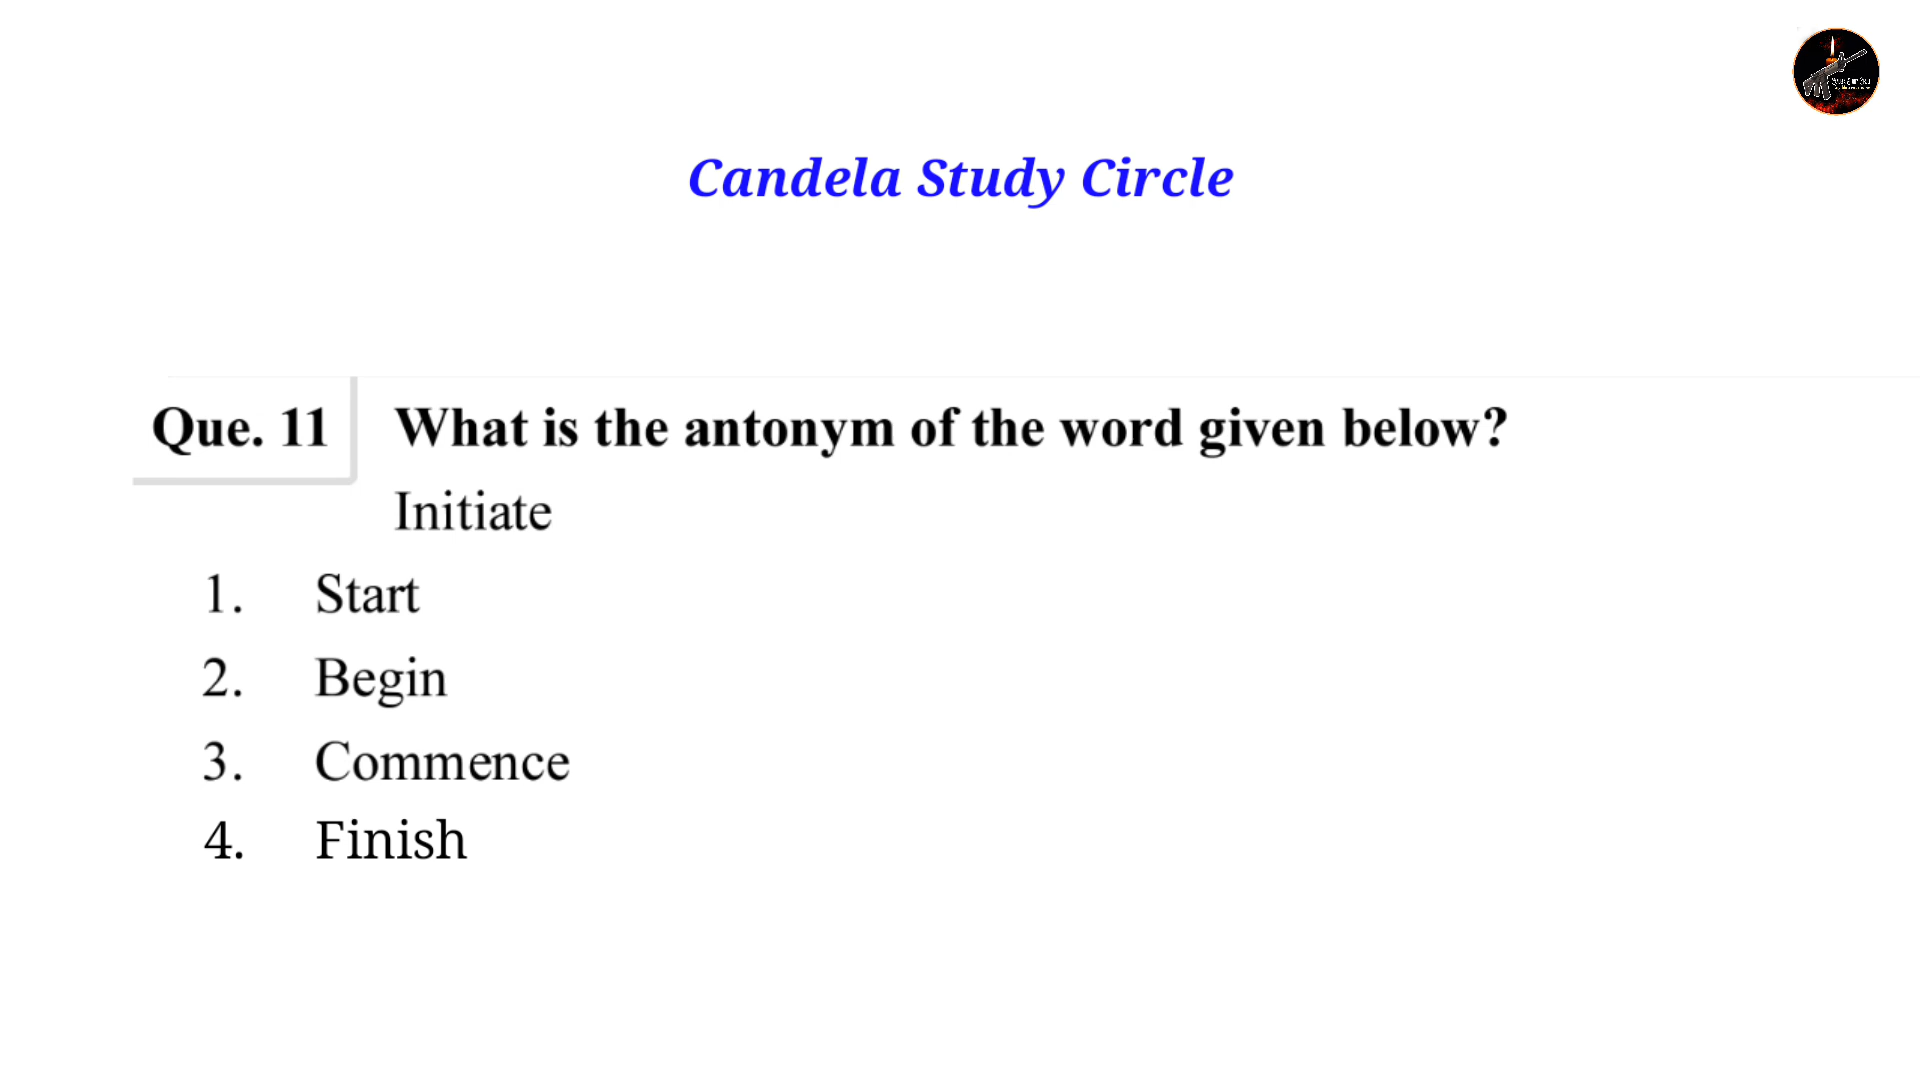 Candela Study Circle
Que. 11 What is the antonym of the word given below?
Initiate
1. Start
2. Begin
3. Commence
4. Finish